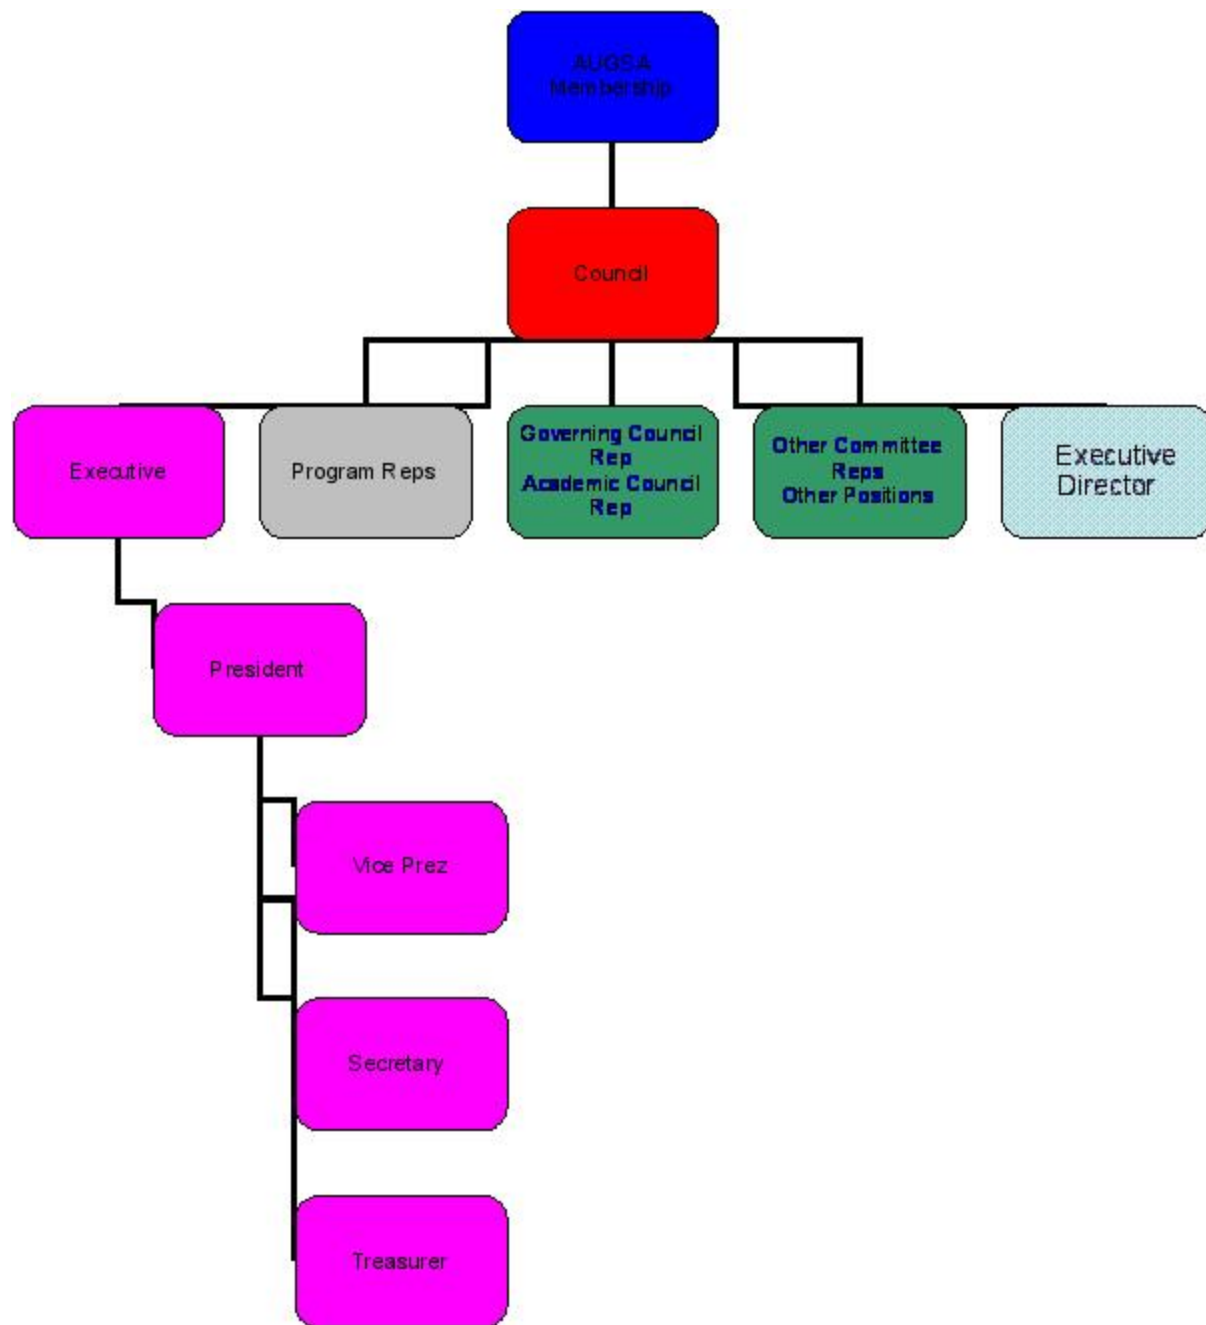 AUGSA
Membership
Council
Executive
Program Reps
Governing Council
Rep
Academic Council
Rep
Other Committee
Reps
Other Positions
Executive
Director
President
Vice Prez
Secretary
Treasurer